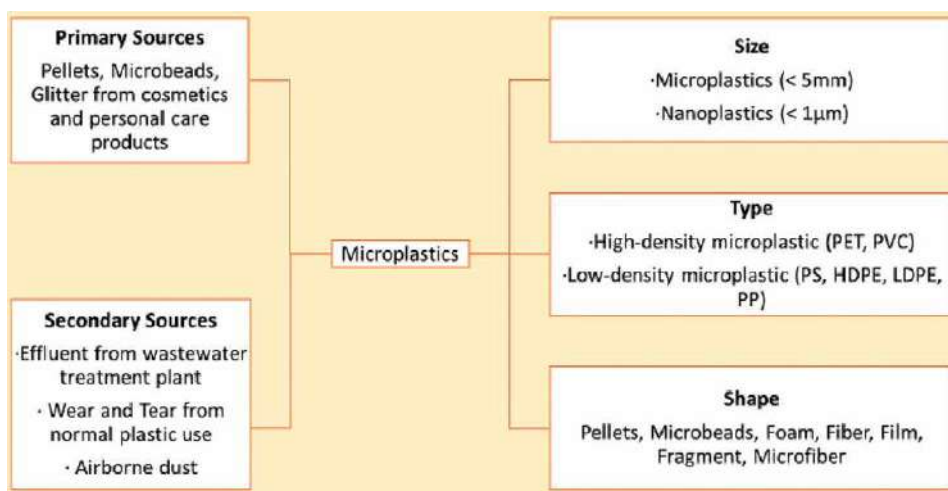 Primary Sources
Pellets, Microbeads,
Glitter from cosmetics
and personal care
products
Secondary Sources
·Effluent from wastewater
treatment plant
· Wear and Tear from
normal plastic use
· Airborne dust
Microplastics
Size
·Microplastics (< 5mm)
·Nanoplastics (< 1μm)
Type
·High-density microplastic (PET, PVC)
·Low-density microplastic (PS, HDPE, LDPE,
PP)
Shape
Pellets, Microbeads, Foam, Fiber, Film,
Fragment, Microfiber